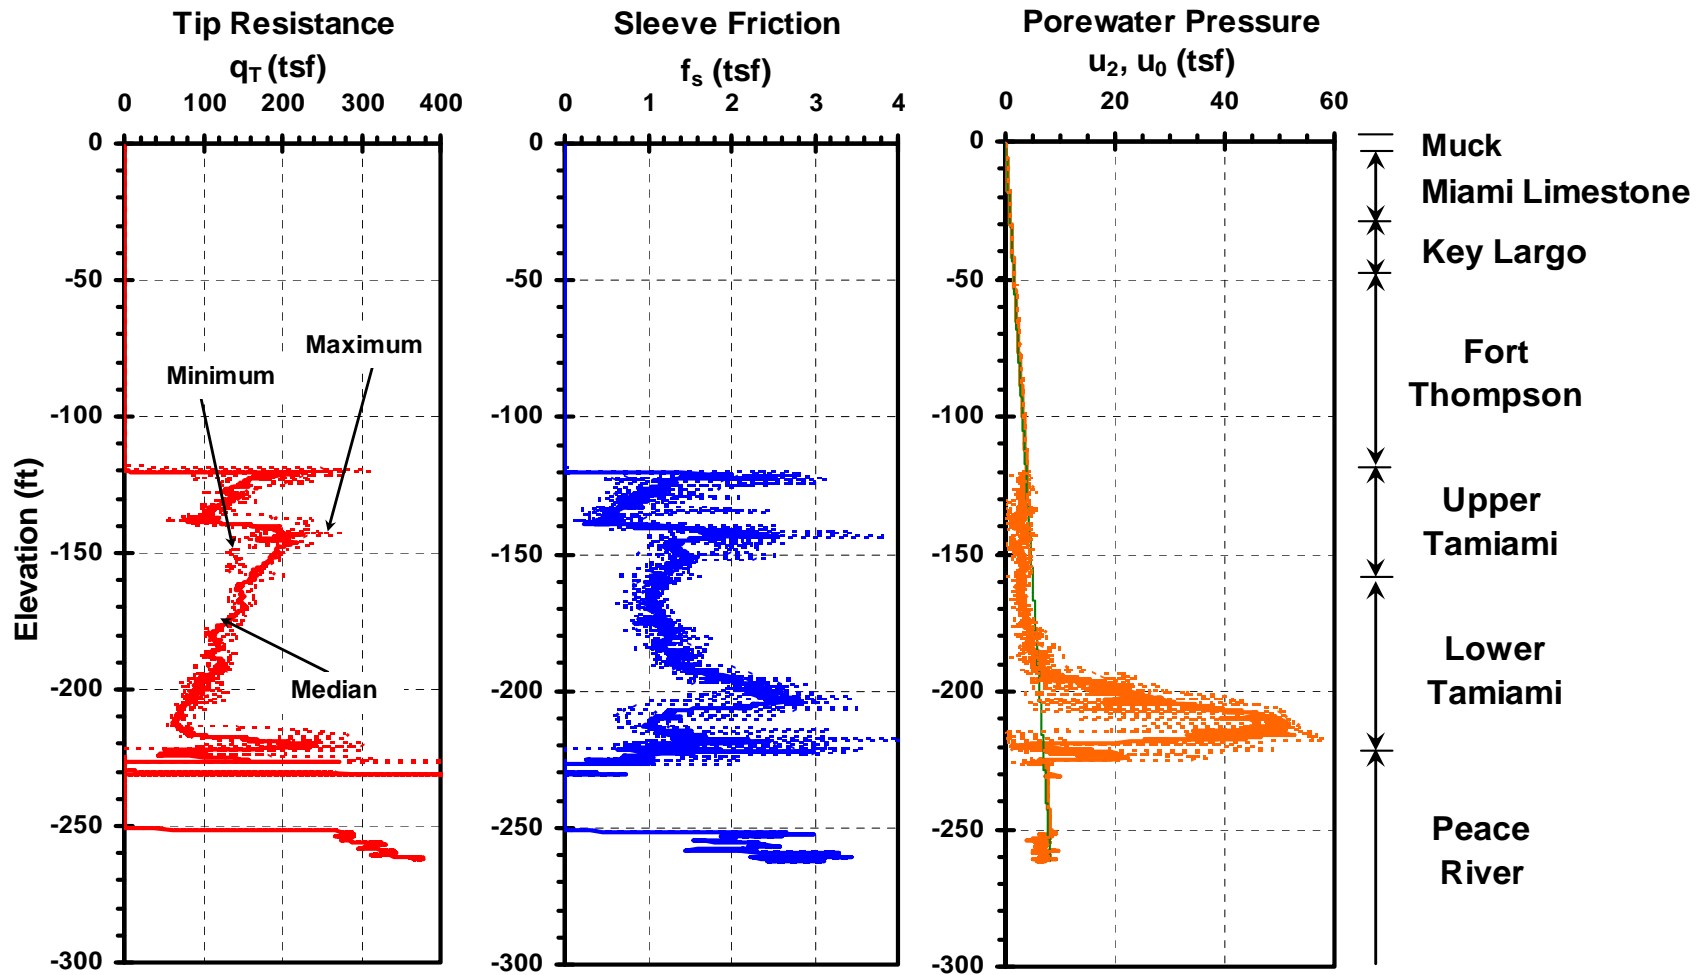 Tip Resistance
qT (tsf)
0 100 200 300 400
0
-50
-100
-150
-200
-250
-300
Elevation (ft)
Minimum
Maximum
Median
Sleeve Friction
fs (tsf)
0 1 2 3 4
0
-50
-100
-150
-200
-250
-300
Porewater Pressure
u2, u0 (tsf)
0 20 40 60
0
-50
-100
-150
-200
-250
-300
Muck
Miami Limestone
Key Largo
Fort
Thompson
Upper
Tamiami
Lower
Tamiami
Peace
River